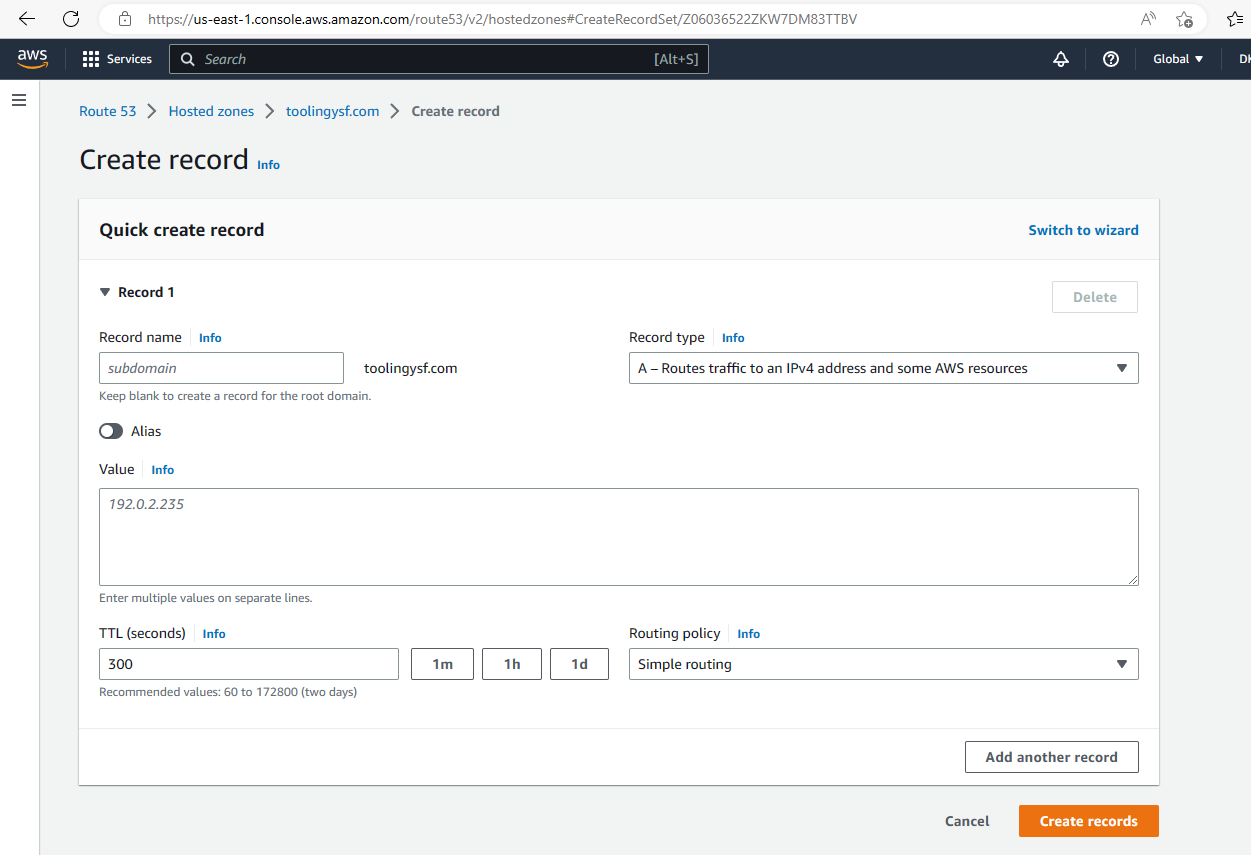 https://us-east-1.console.aws.amazon.com/route53/v2/hostedzones#CreateRecordSet/Z06036522ZKW7DM83TTBV
aws Services Search [Alt+S] Global
Route 53 > Hosted zones > toolingysf.com > Create record
Create record Info
Quick create record Switch to wizard
Record 1 Delete
Record name Info Record type Info
subdomain toolingysf.com A – Routes traffic to an IPv4 address and some AWS resources
Keep blank to create a record for the root domain.
Alias
Value Info
192.0.2.235
Enter multiple values on separate lines.
TTL (seconds) Info Routing policy Info
300 1m 1h 1d Simple routing
Recommended values: 60 to 172800 (two days)
Add another record
Cancel Create records